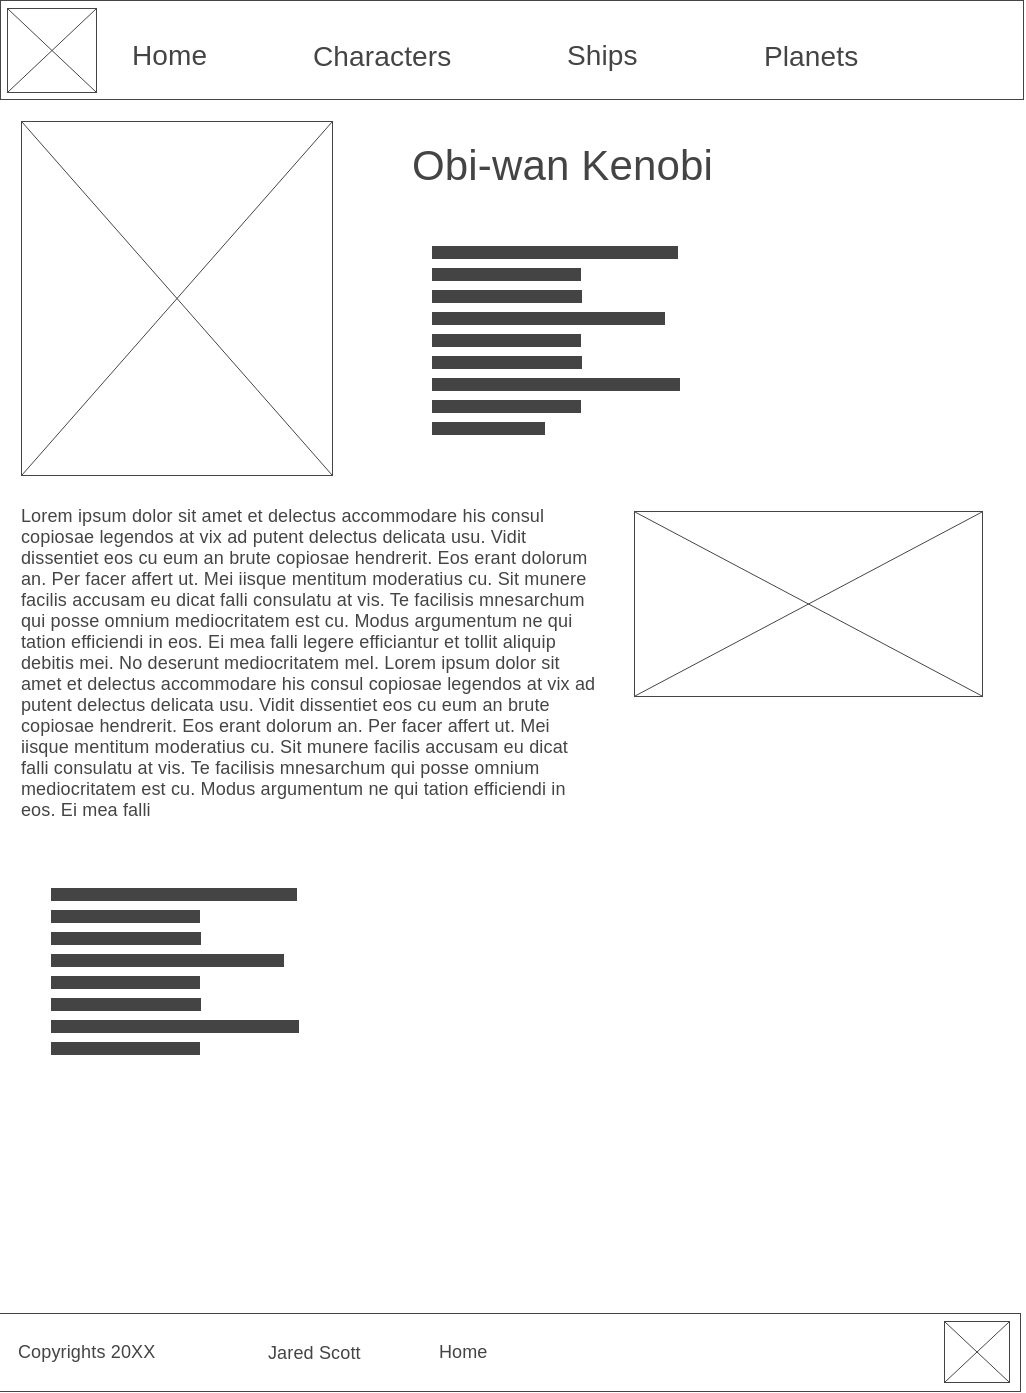 Home Characters Ships Planets
Obi-wan Kenobi
Lorem ipsum dolor sit amet et delectus accommodare his consul
copiosae legendos at vix ad putent delectus delicata usu. Vidit
dissentiet eos cu eum an brute copiosae hendrerit. Eos erant dolorum
an. Per facer affert ut. Mei iisque mentitum moderatius cu. Sit munere
facilis accusam eu dicat falli consulatu at vis. Te facilisis mnesarchum
qui posse omnium mediocritatem est cu. Modus argumentum ne qui
tation efficiendi in eos. Ei mea falli legere efficiantur et tollit aliquip
debitis mei. No deserunt mediocritatem mel. Lorem ipsum dolor sit
amet et delectus accommodare his consul copiosae legendos at vix ad
putent delectus delicata usu. Vidit dissentiet eos cu eum an brute
copiosae hendrerit. Eos erant dolorum an. Per facer affert ut. Mei
iisque mentitum moderatius cu. Sit munere facilis accusam eu dicat
falli consulatu at vis. Te facilisis mnesarchum qui posse omnium
mediocritatem est cu. Modus argumentum ne qui tation efficiendi in
eos. Ei mea falli
Copyrights 20XX Jared Scott Home